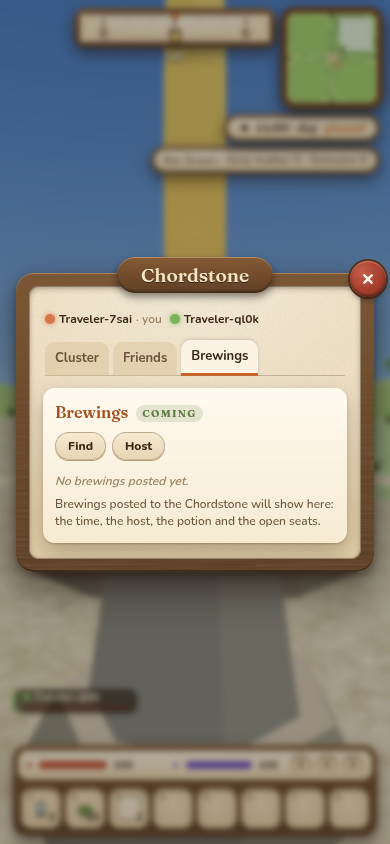 Chordstone
Traveler-7sai · you Traveler-ql0k
Cluster Friends Brewings
Brewings COMING
Find Host
No brewings posted yet.
Brewings posted to the Chordstone will show here:
the time, the host, the potion and the open seats.